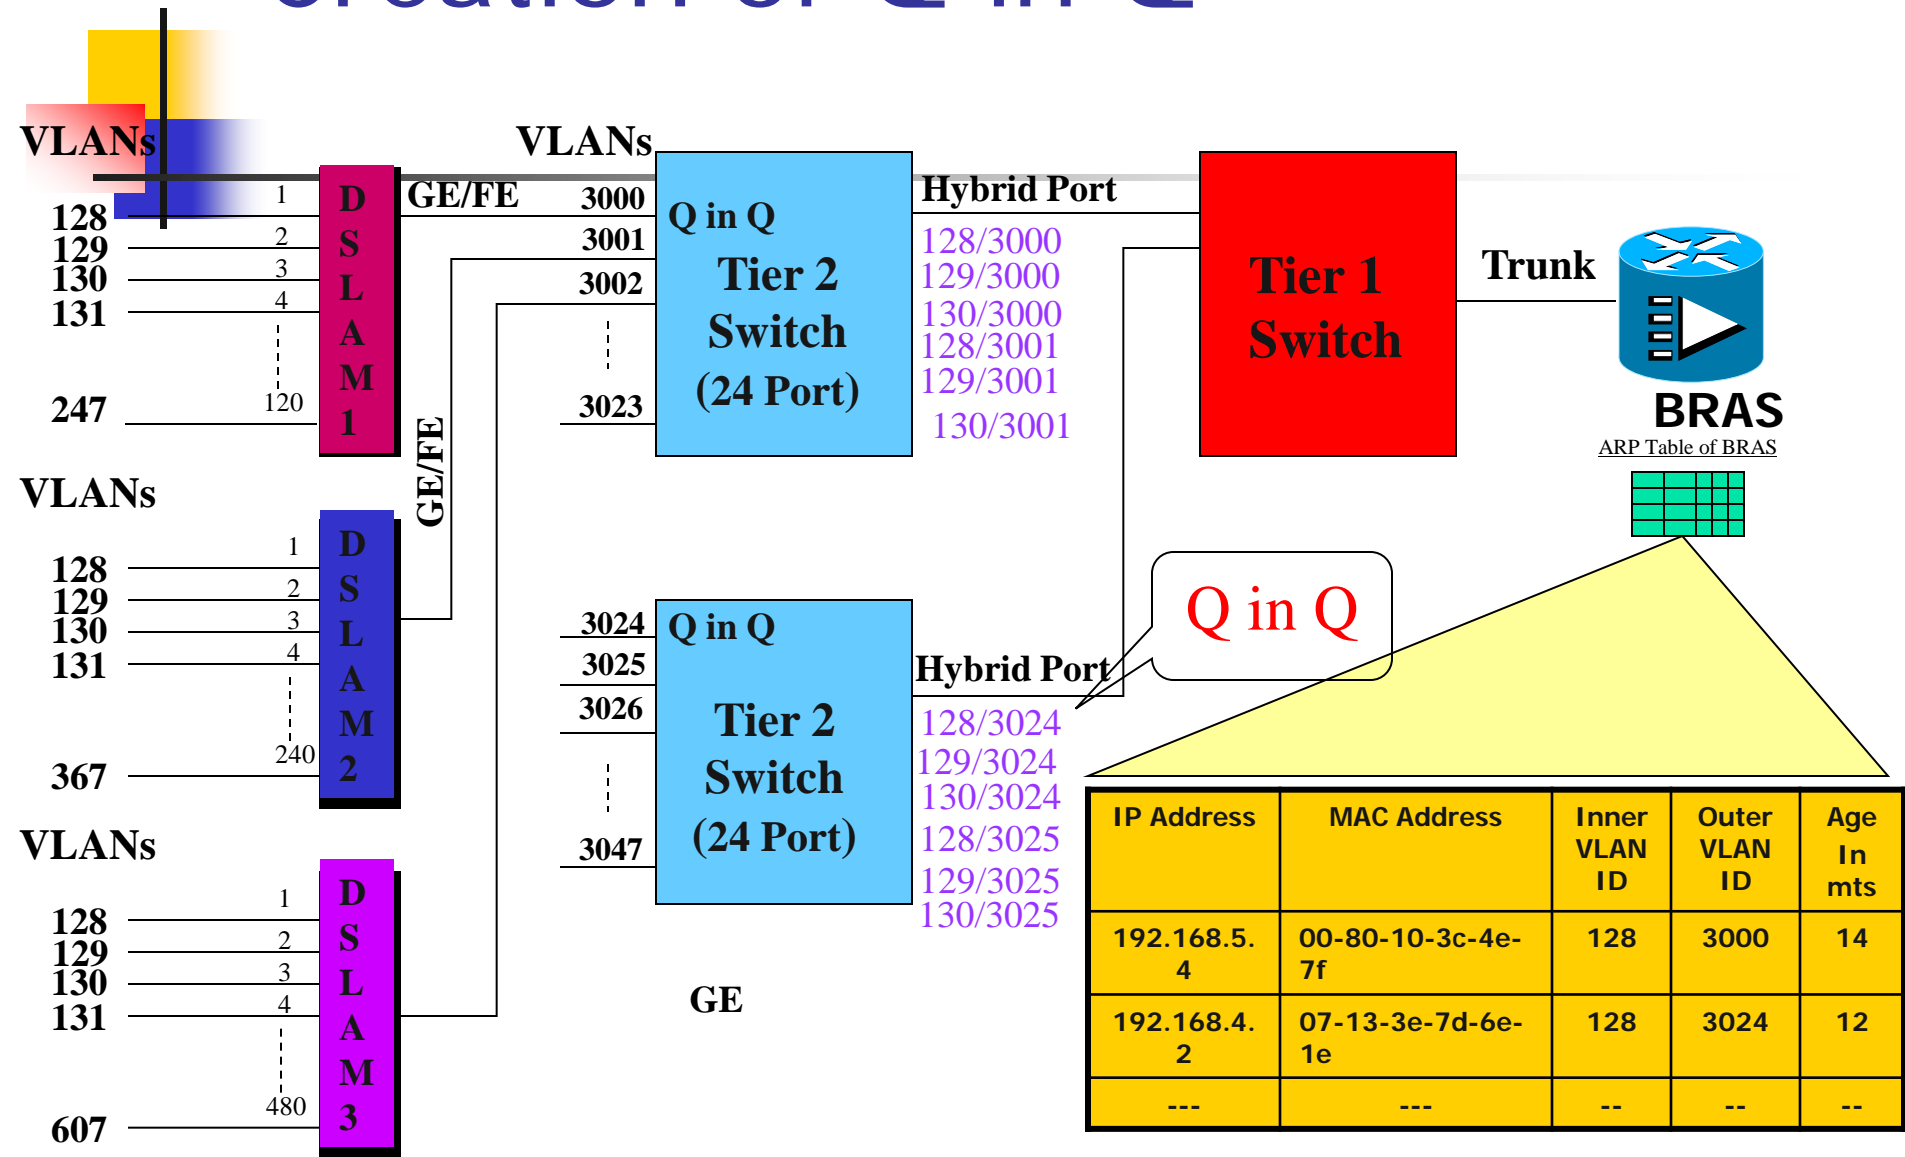 Creation of Q in Q
VLANs
128
129
130
131
247
1
2
3
4
120
D
S
L
A
M
1
GE/FE
GE/FE
VLANs
128
129
130
131
367
1
2
3
4
240
D
S
L
A
M
2
VLANs
128
129
130
131
607
1
2
3
4
480
D
S
L
A
M
3
VLANs
3000
3001
3002
3023
Q in Q
Tier 2
Switch
(24 Port)
Hybrid Port
128/3000
129/3000
130/3000
128/3001
129/3001
130/3001
3024
3025
3026
3047
Q in Q
Tier 2
Switch
(24 Port)
Hybrid Port
128/3024
129/3024
130/3024
128/3025
129/3025
130/3025
GE
Q in Q
Tier 1
Switch
Trunk
BRAS
ARP Table of BRAS
IP Address MAC Address Inner VLAN ID Outer VLAN ID Age In mts
192.168.5.4 00-80-10-3c-4e-7f 128 3000 14
192.168.4.2 07-13-3e-7d-6e-1e 128 3024 12
--- --- -- -- --